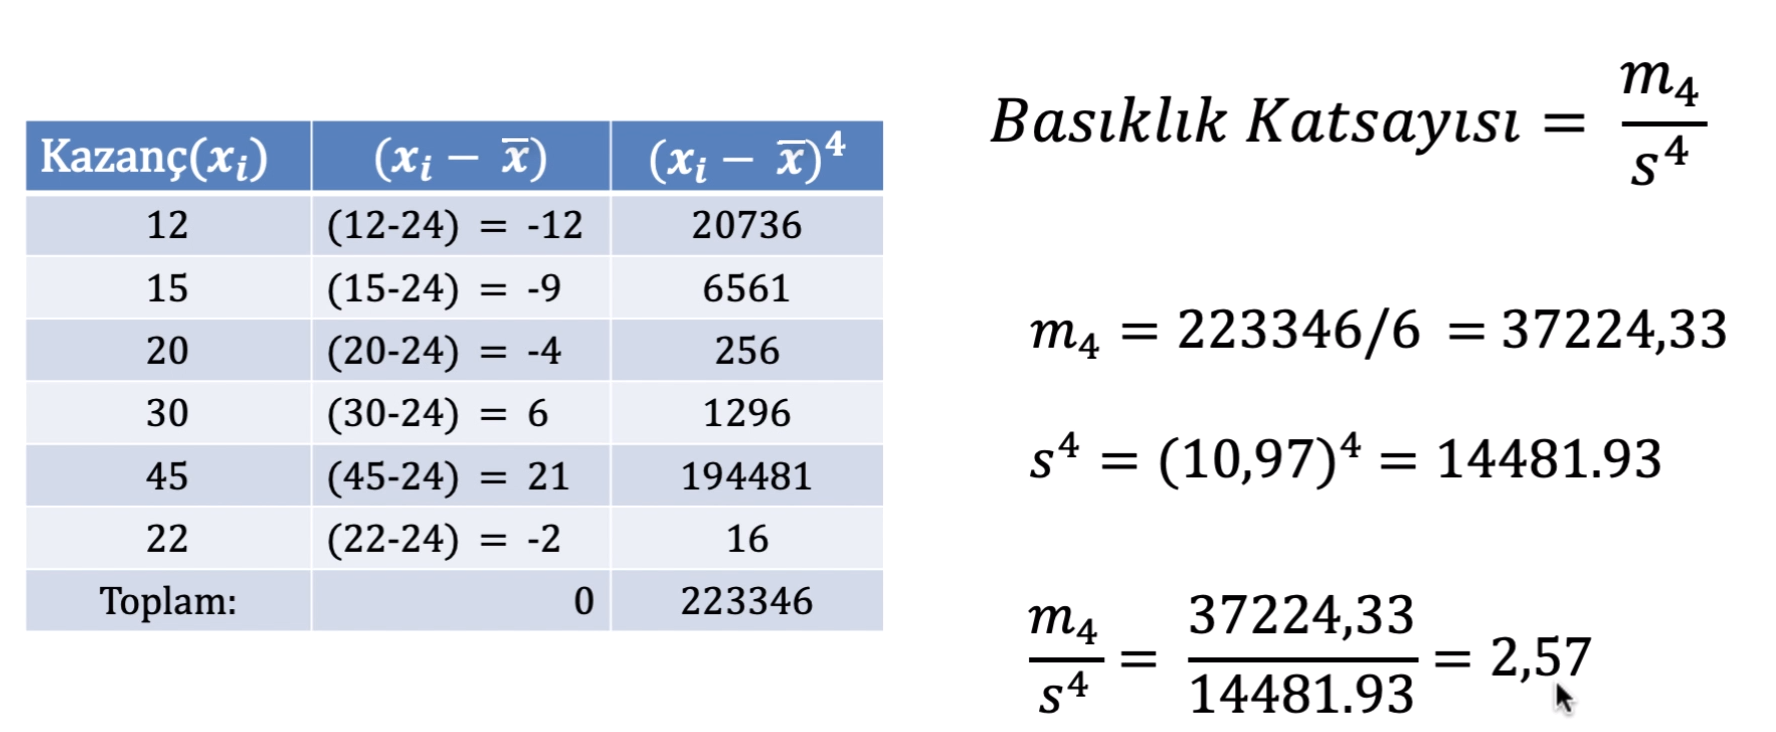 Kazanç(xᵢ) (xᵢ − x̅) (xᵢ − x̅)⁴
12 (12-24) = -12 20736
15 (15-24) = -9 6561
20 (20-24) = -4 256
30 (30-24) = 6 1296
45 (45-24) = 21 194481
22 (22-24) = -2 16
Toplam: 0 223346
Basıklık Katsayısı = m₄/s⁴
m₄ = 223346/6 = 37224,33
s⁴ = (10,97)⁴ = 14481.93
m₄/s⁴ = 37224,33/14481.93 = 2,57